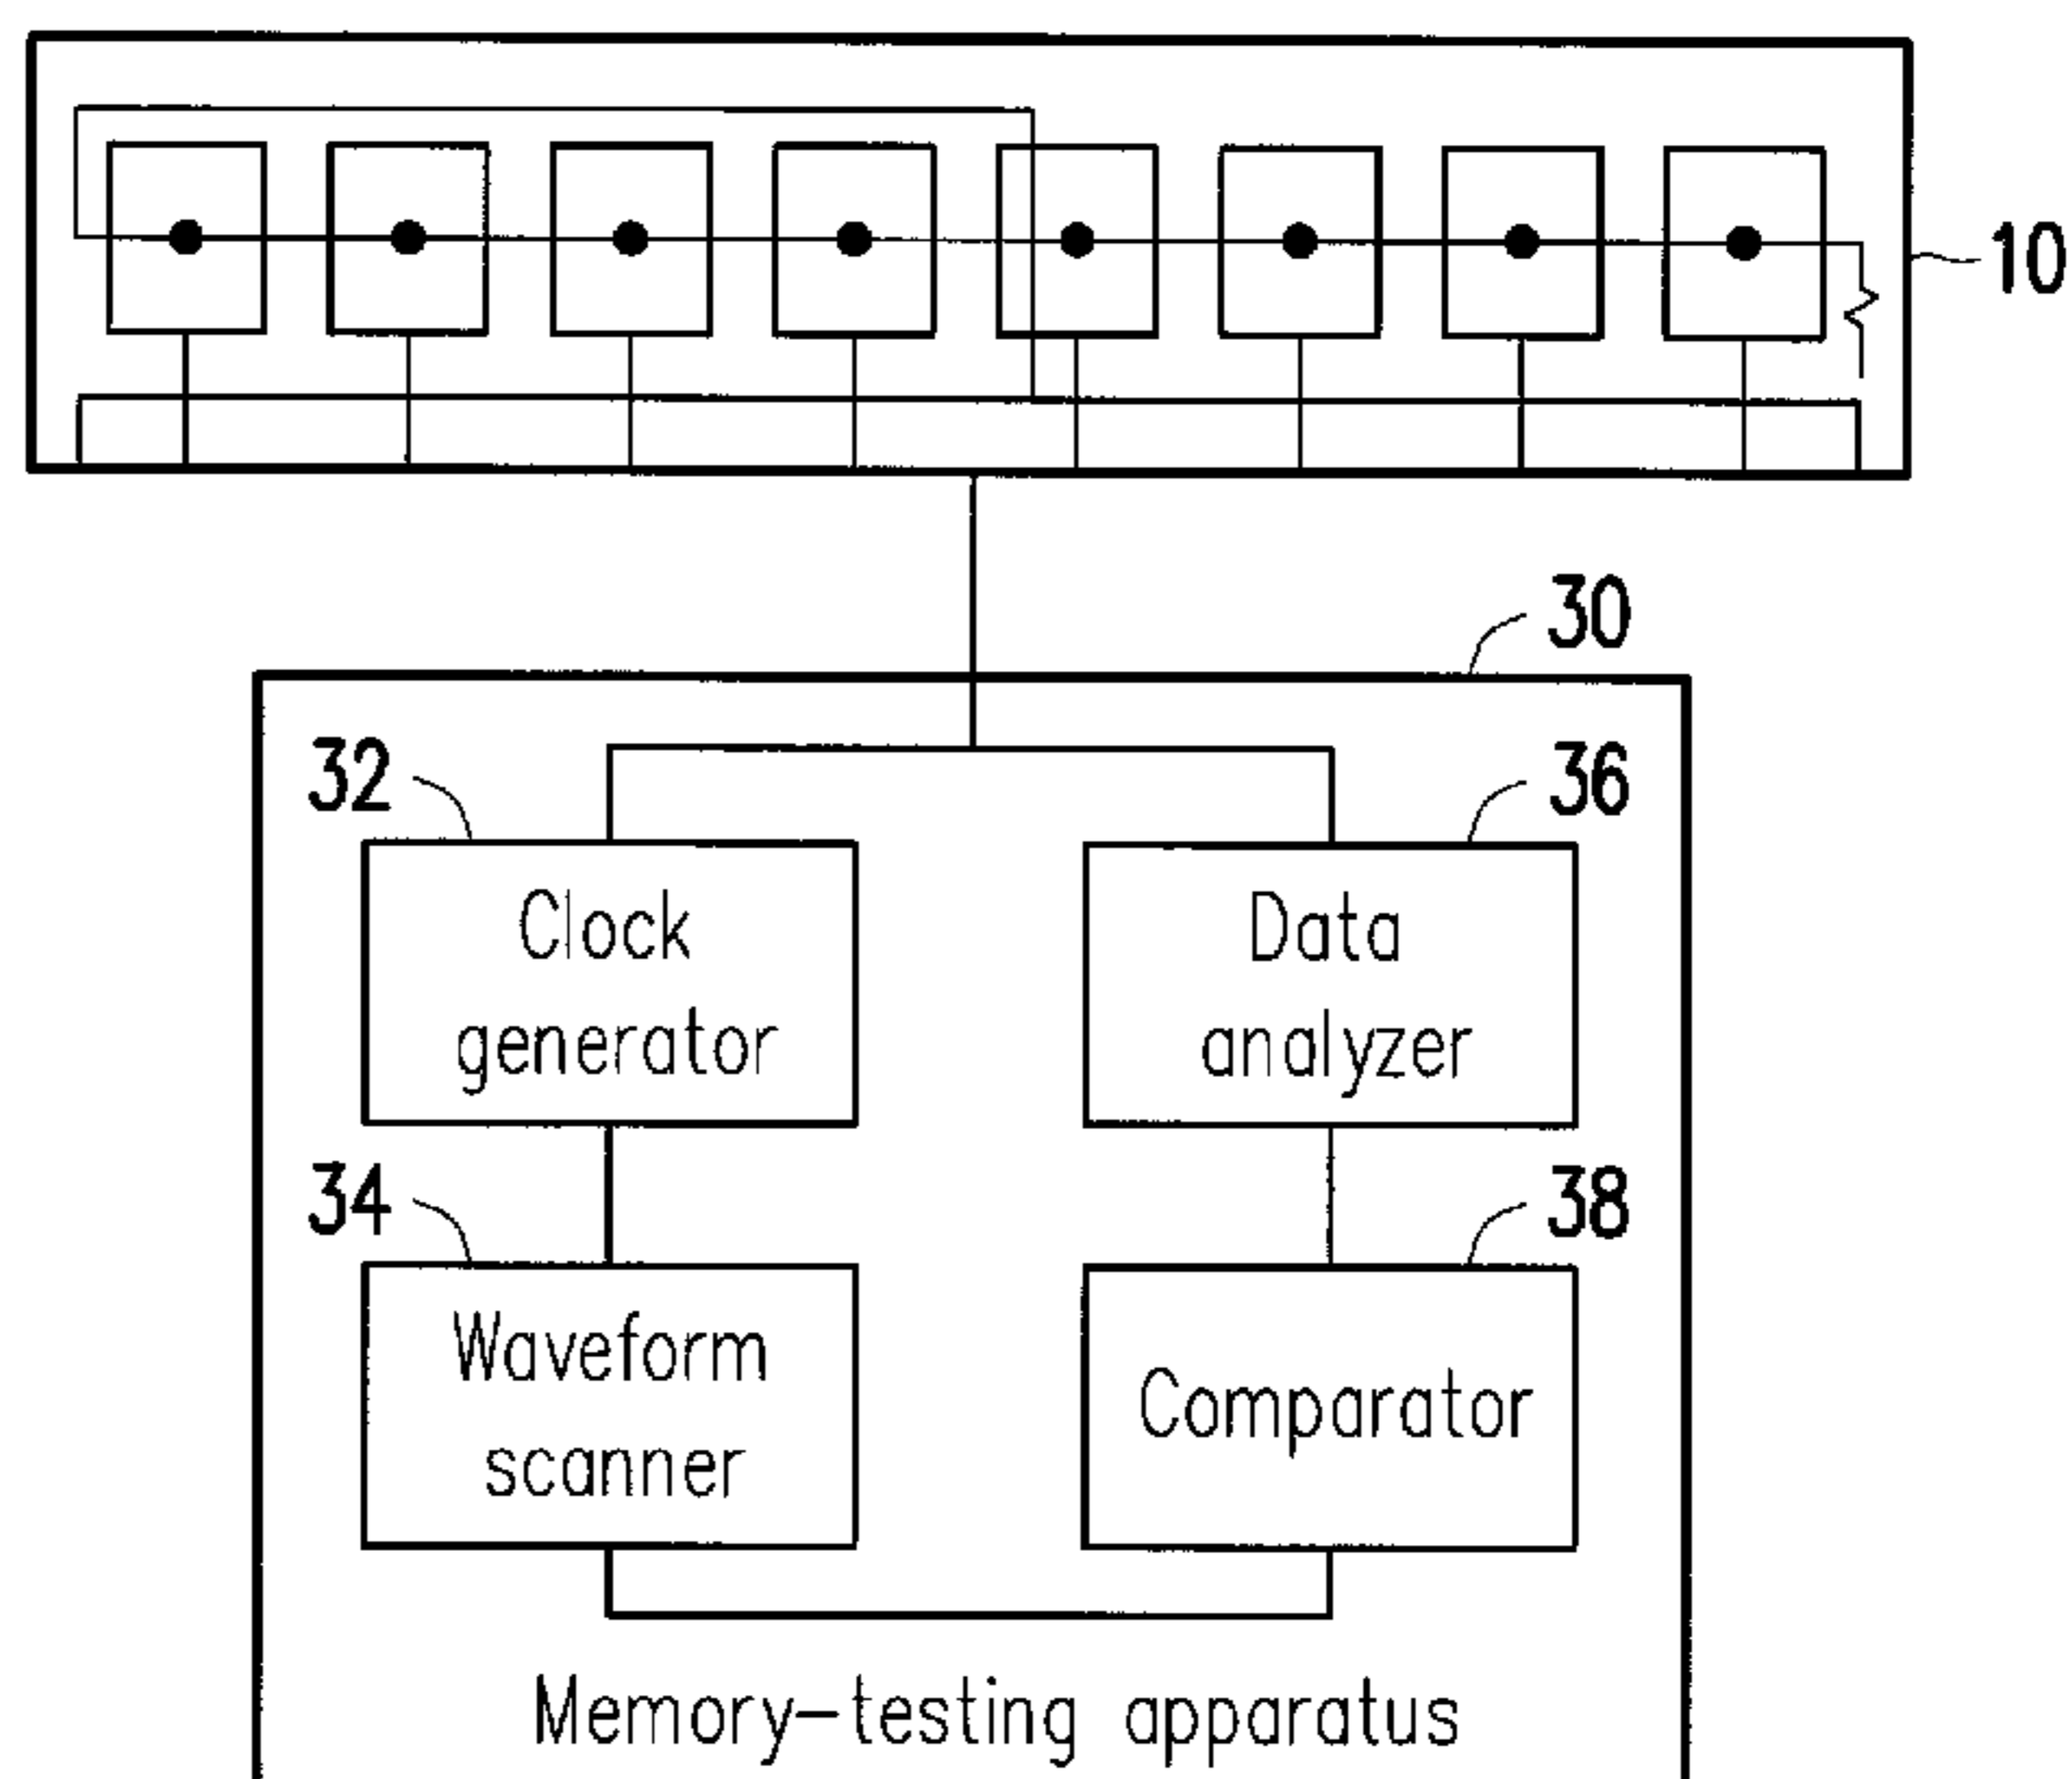 10
30
32
36
Clock
generator
Data
analyzer
34
38
Waveform
scanner
Comparator
Memory-testing apparatus